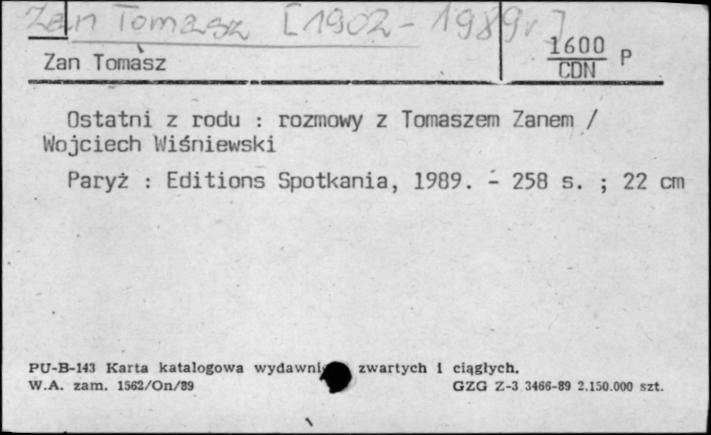 Zan Tomasz [1902-1989r]
Zan Tomasz
1600 P
CDN
Ostatni z rodu : rozmowy z Tomaszem Zanem /
Wojciech Wiśniewski
Paryż : Editions Spotkania, 1989. - 258 s. ; 22 cm
PU-B-143 Karta katalogowa zwartych i ciągłych.
W.A. zam. 1562/On/89 GZG Z-3 3466-89 2.150.000 szt.